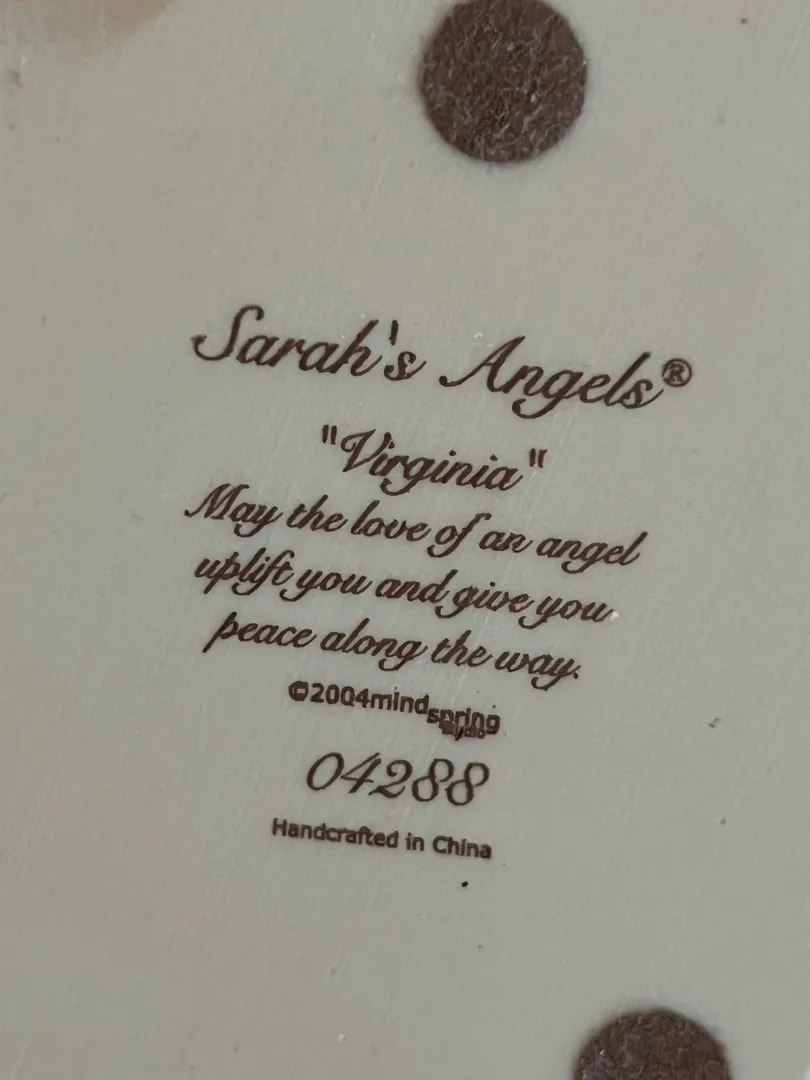 Sarah's Angels®
"Virginia"
May the love of an angel
uplift you and give you
peace along the way.
©2004mindspring
studio
04288
Handcrafted in China